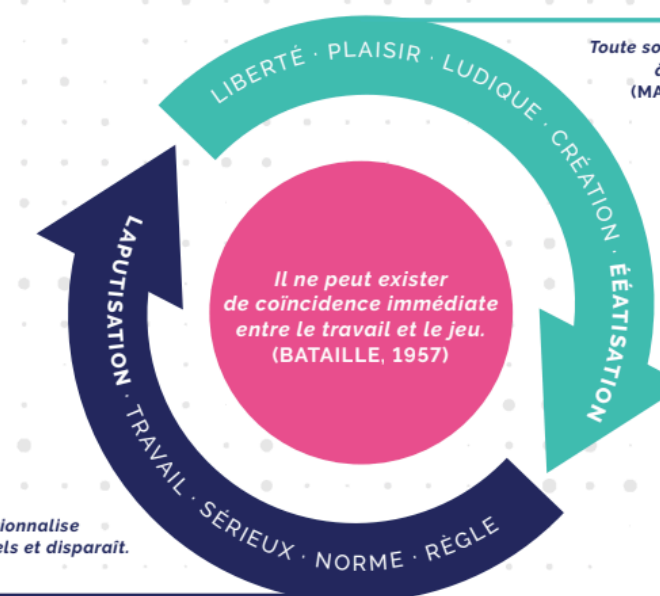 LIBERTÉ · PLAISIR · LUDIQUE · CRÉATION · ÉÉATISATION
Toute so
à
(MA
LAPUTISATION · TRAVAIL · SÉRIEUX · NORME · RÈGLE
Il ne peut exister
de coïncidence immédiate
entre le travail et le jeu.
(BATAILLE, 1957)
ionnalise
els et disparaît.